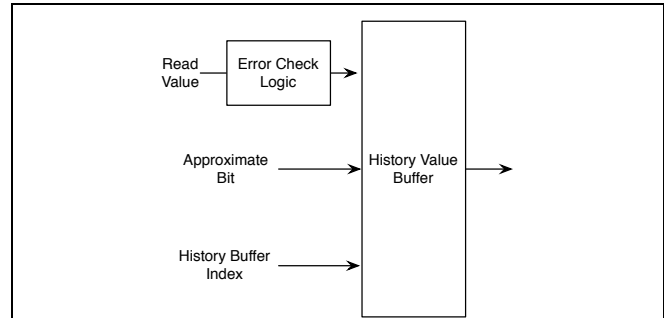 Read
Value
Error Check
Logic
Approximate
Bit
History Value
Buffer
History Buffer
Index